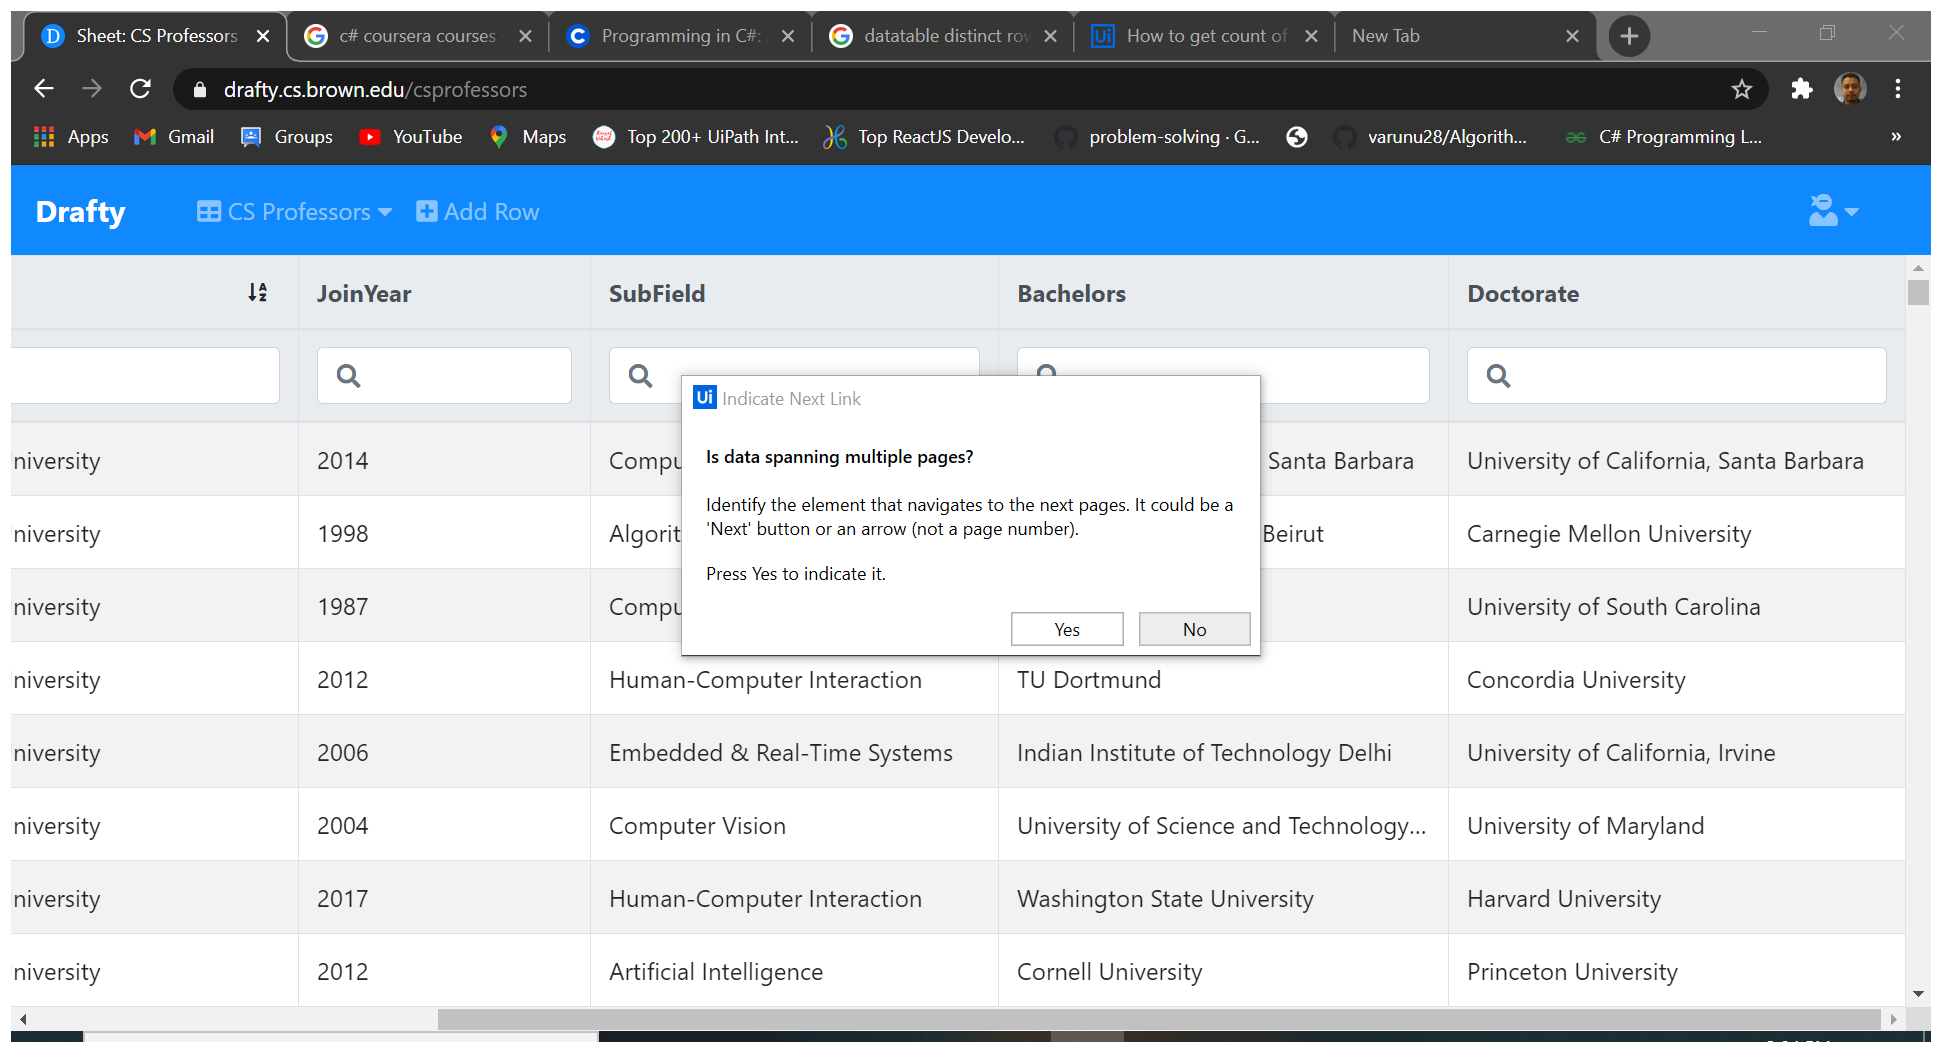 Sheet: CS Professors
c# coursera courses
Programming in C#:
datatable distinct rov
How to get count of
New Tab
drafty.cs.brown.edu/csprofessors
Apps
Gmail
Groups
YouTube
Maps
Top 200+ UiPath Int...
Top ReactJS Develo...
problem-solving · G...
varunu28/Algorith...
C# Programming L...
»
Drafty
CS Professors
Add Row
JoinYear
SubField
Bachelors
Doctorate
Ui Indicate Next Link
Is data spanning multiple pages?
Identify the element that navigates to the next pages. It could be a
'Next' button or an arrow (not a page number).
Press Yes to indicate it.
Yes
No
niversity 2014 Compu Santa Barbara University of California, Santa Barbara
niversity 1998 Algorit Beirut Carnegie Mellon University
niversity 1987 Compu University of South Carolina
niversity 2012 Human-Computer Interaction TU Dortmund Concordia University
niversity 2006 Embedded & Real-Time Systems Indian Institute of Technology Delhi University of California, Irvine
niversity 2004 Computer Vision University of Science and Technology... University of Maryland
niversity 2017 Human-Computer Interaction Washington State University Harvard University
niversity 2012 Artificial Intelligence Cornell University Princeton University